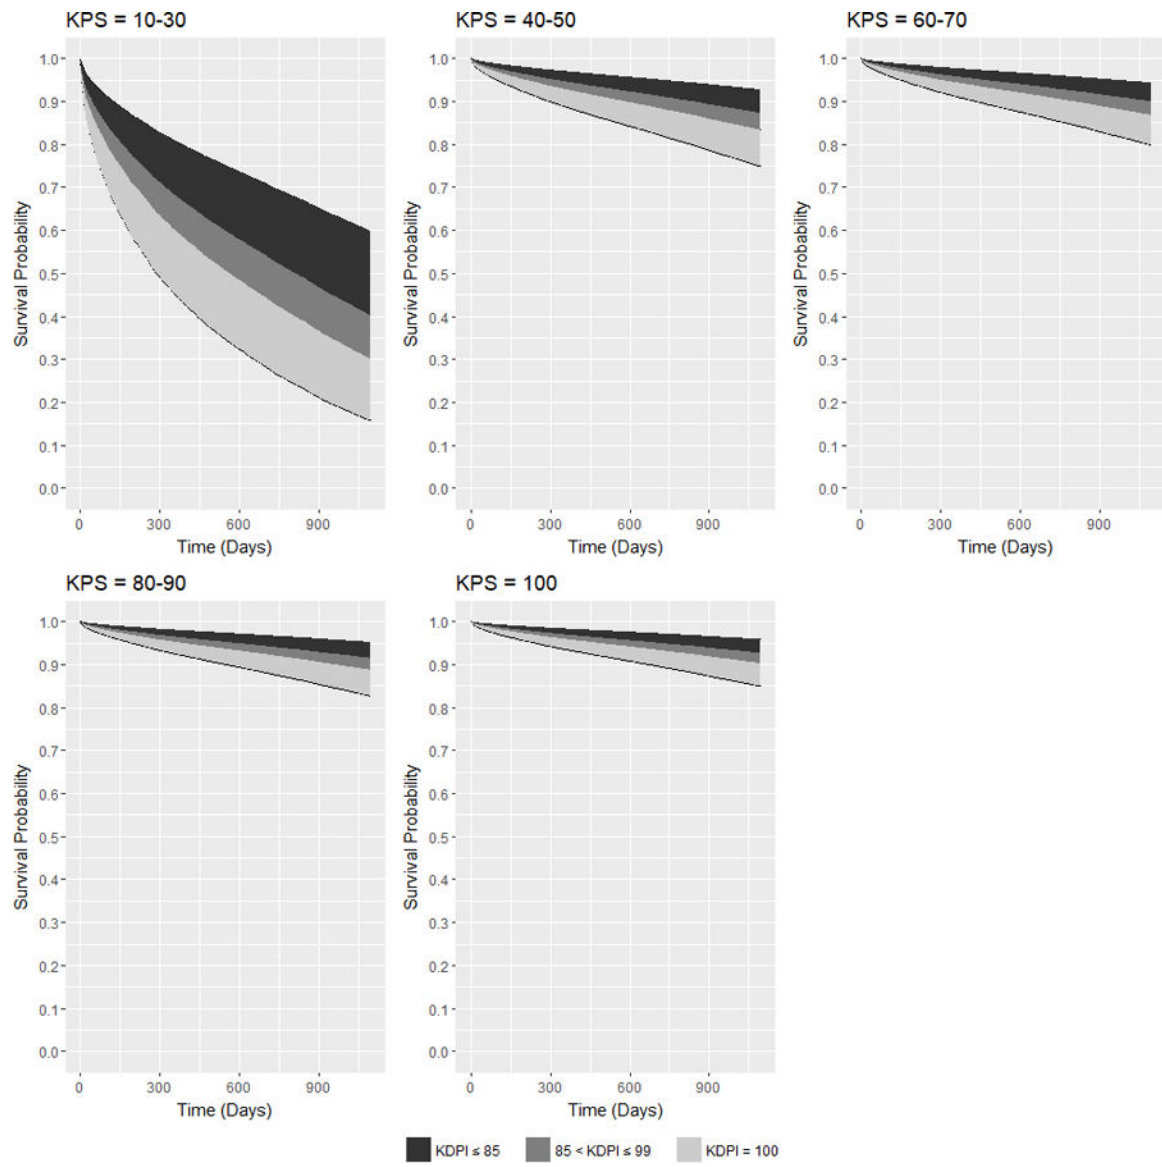 KPS = 10-30
KPS = 40-50
KPS = 60-70
Survival Probability
1.0
0.9
0.8
0.7
0.6
0.5
0.4
0.3
0.2
0.1
0.0
0 300 600 900
Time (Days)
Survival Probability
1.0
0.9
0.8
0.7
0.6
0.5
0.4
0.3
0.2
0.1
0.0
0 300 600 900
Time (Days)
Survival Probability
1.0
0.9
0.8
0.7
0.6
0.5
0.4
0.3
0.2
0.1
0.0
0 300 600 900
Time (Days)
KPS = 80-90
KPS = 100
Survival Probability
1.0
0.9
0.8
0.7
0.6
0.5
0.4
0.3
0.2
0.1
0.0
0 300 600 900
Time (Days)
Survival Probability
1.0
0.9
0.8
0.7
0.6
0.5
0.4
0.3
0.2
0.1
0.0
0 300 600 900
Time (Days)
KDPI ≤ 85 85 < KDPI ≤ 99 KDPI = 100